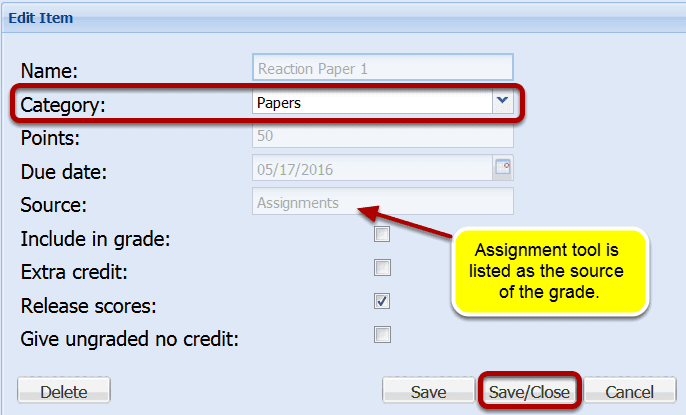 Edit Item
Name: Reaction Paper 1
Category: Papers
Points: 50
Due date: 05/17/2016
Source: Assignments
Include in grade:
Assignment tool is
listed as the source
of the grade.
Extra credit:
Release scores:
Give ungraded no credit:
Delete Save Save/Close Cancel